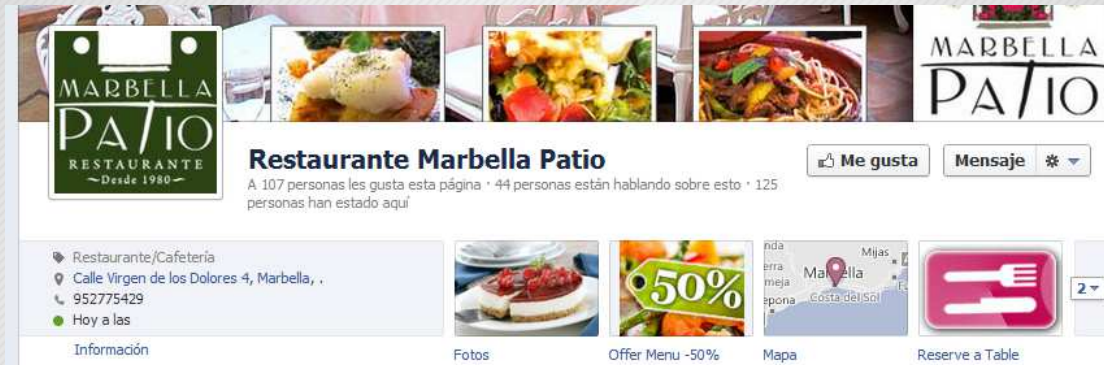 MARBELLA
PATIO
RESTAURANTE
~Desde 1980~
MARBELLA
PATIO
Restaurante Marbella Patio
A 107 personas les gusta esta página · 44 personas están hablando sobre esto · 125
personas han estado aquí
Me gusta
Mensaje
Restaurante/Cafetería
Calle Virgen de los Dolores 4, Marbella, .
952775429
Hoy a las
Información
50%
Mijas
Marbella
Costa del Sol
2
Fotos
Offer Menu -50%
Mapa
Reserve a Table